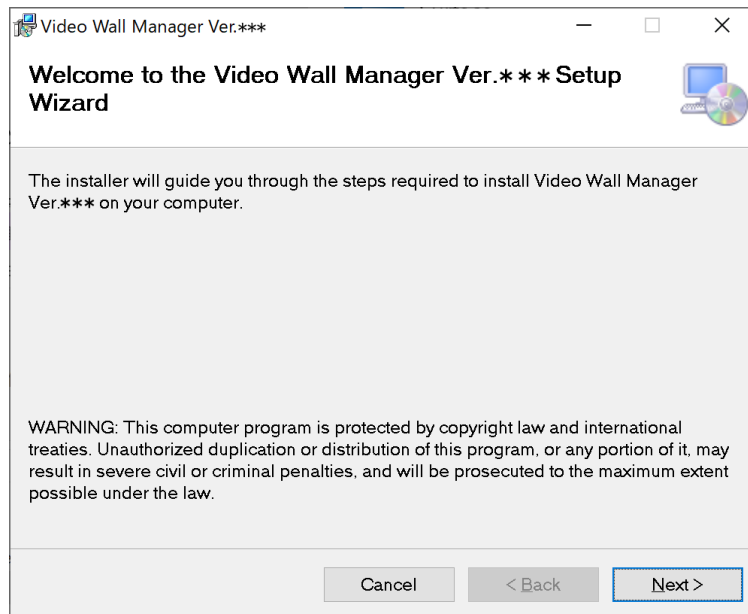 Video Wall Manager Ver.***
Welcome to the Video Wall Manager Ver.*** Setup
Wizard
The installer will guide you through the steps required to install Video Wall Manager
Ver.*** on your computer.
WARNING: This computer program is protected by copyright law and international
treaties. Unauthorized duplication or distribution of this program, or any portion of it, may
result in severe civil or criminal penalties, and will be prosecuted to the maximum extent
possible under the law.
Cancel < Back Next >